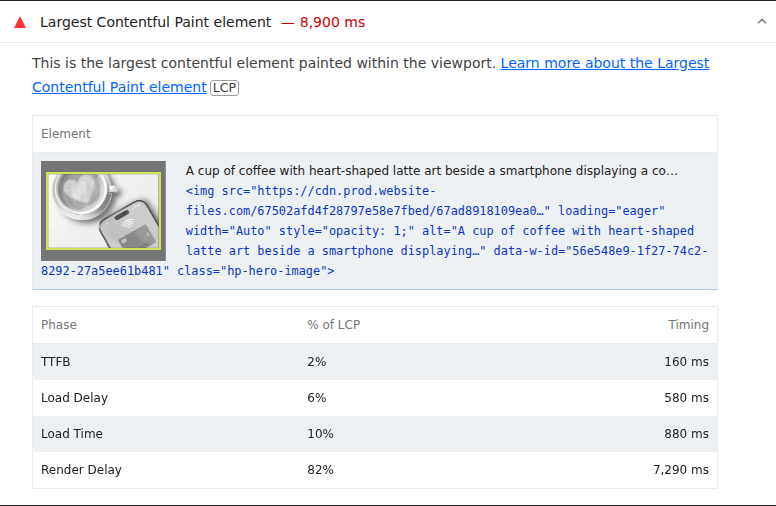 Largest Contentful Paint element — 8,900 ms
This is the largest contentful element painted within the viewport. Learn more about the Largest
Contentful Paint element LCP
Element
A cup of coffee with heart-shaped latte art beside a smartphone displaying a co…
<img src="https://cdn.prod.website-
files.com/67502afd4f28797e58e7fbed/67ad8918109ea0…" loading="eager"
width="Auto" style="opacity: 1;" alt="A cup of coffee with heart-shaped
latte art beside a smartphone displaying…" data-w-id="56e548e9-1f27-74c2-
8292-27a5ee61b481" class="hp-hero-image">
Phase % of LCP Timing
TTFB 2% 160 ms
Load Delay 6% 580 ms
Load Time 10% 880 ms
Render Delay 82% 7,290 ms